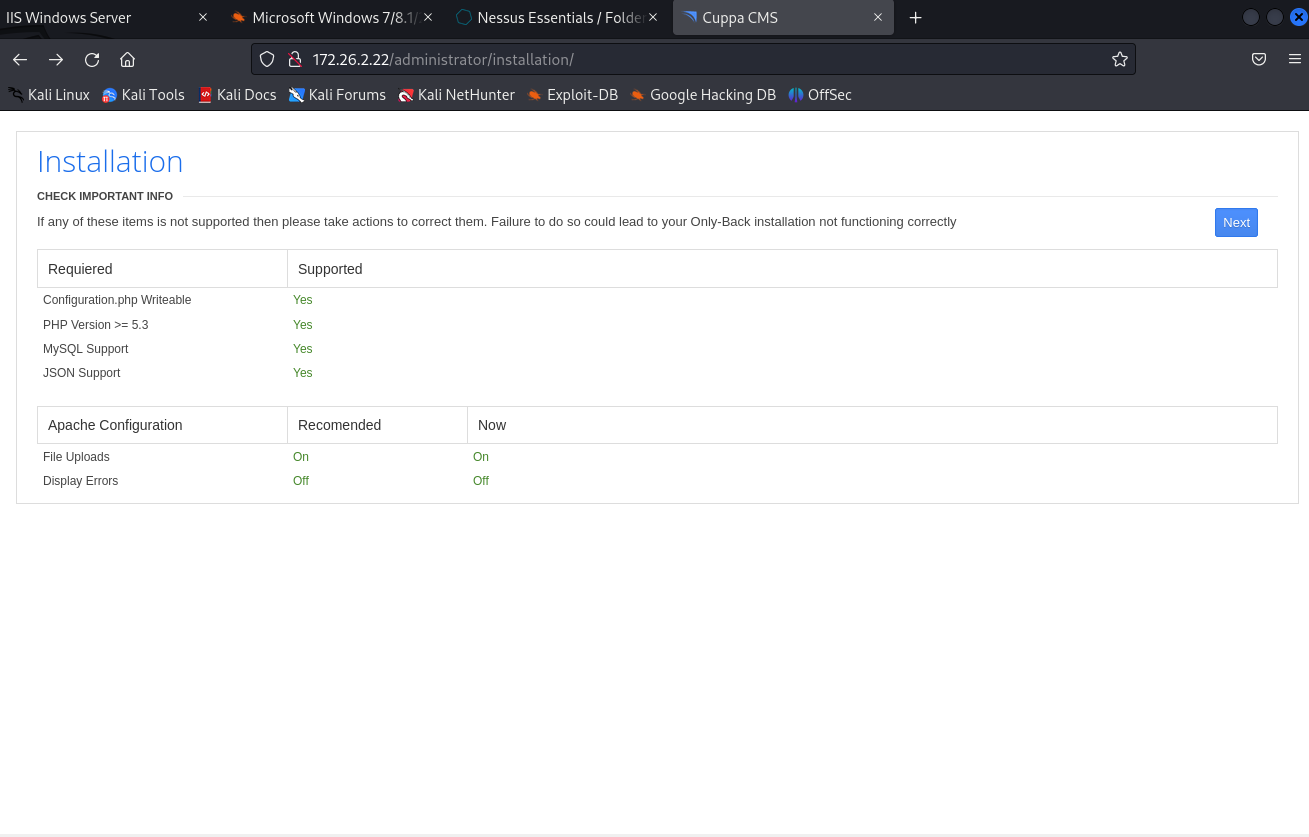 IIS Windows Server
Microsoft Windows 7/8.1/
Nessus Essentials / Folde
Cuppa CMS
172.26.2.22/administrator/installation/
Kali Linux Kali Tools Kali Docs Kali Forums Kali NetHunter Exploit-DB Google Hacking DB OffSec
Installation
CHECK IMPORTANT INFO
If any of these items is not supported then please take actions to correct them. Failure to do so could lead to your Only-Back installation not functioning correctly
Next
Requiered Supported
Configuration.php Writeable Yes
PHP Version >= 5.3 Yes
MySQL Support Yes
JSON Support Yes
Apache Configuration Recomended Now
File Uploads On On
Display Errors Off Off